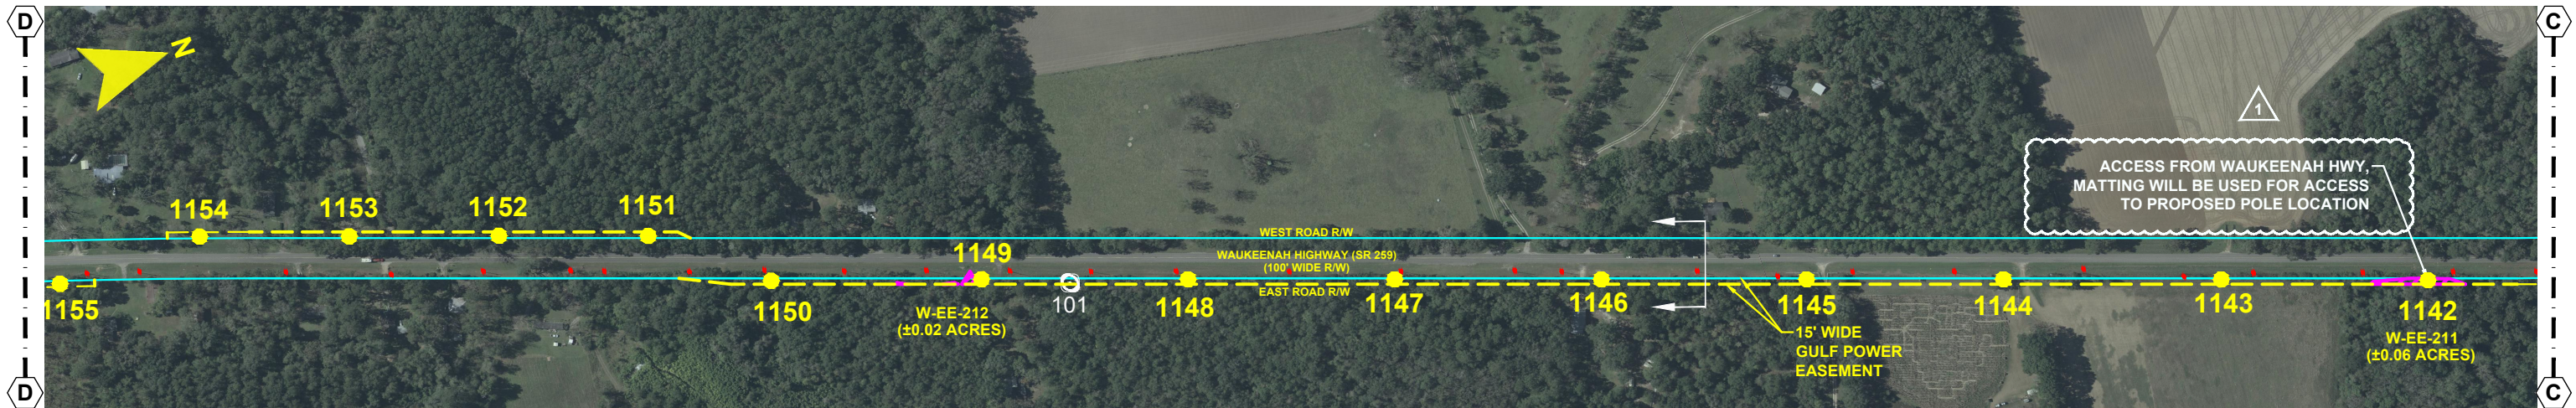 D
C
N
1
ACCESS FROM WAUKEENAH HWY,
MATTING WILL BE USED FOR ACCESS
TO PROPOSED POLE LOCATION
1154
1153
1152
1151
WEST ROAD R/W
1149
WAUKEENAH HIGHWAY (SR 259)
(100' WIDE R/W)
EAST ROAD R/W
1155
1150
W-EE-212
(±0.02 ACRES)
101
1148
1147
1146
1145
1144
1143
1142
15' WIDE
GULF POWER
EASEMENT
W-EE-211
(±0.06 ACRES)
D
C